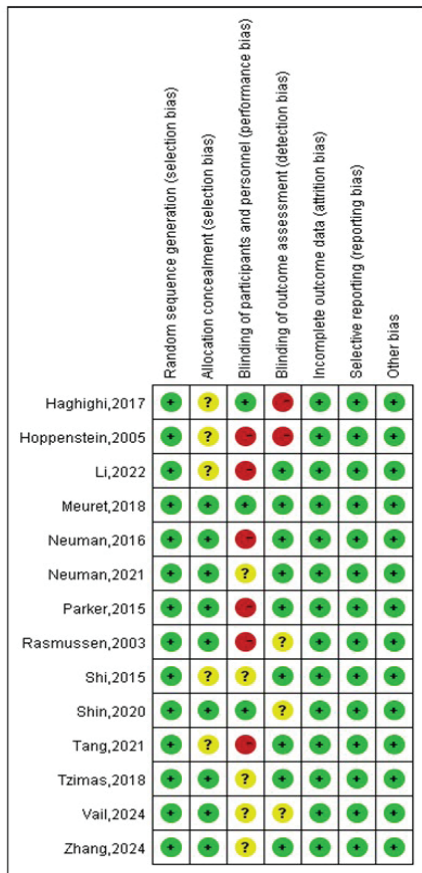 Random sequence generation (selection bias)
Allocation concealment (selection bias)
Blinding of participants and personnel (performance bias)
Blinding of outcome assessment (detection bias)
Incomplete outcome data (attrition bias)
Selective reporting (reporting bias)
Other bias
Haghighi,2017 + ? + - + + +
Hoppenstein,2005 + ? - - + + +
Li,2022 + ? - + + + +
Meuret,2018 + + + + + + +
Neuman,2016 + + - + + + +
Neuman,2021 + + ? + + + +
Parker,2015 + + - + + + +
Rasmussen,2003 + + - ? + + +
Shi,2015 + ? ? + + + +
Shin,2020 + + + ? + + +
Tang,2021 + ? - + + + +
Tzimas,2018 + + ? + + + +
Vail,2024 + + ? ? + + +
Zhang,2024 + + ? + + + +